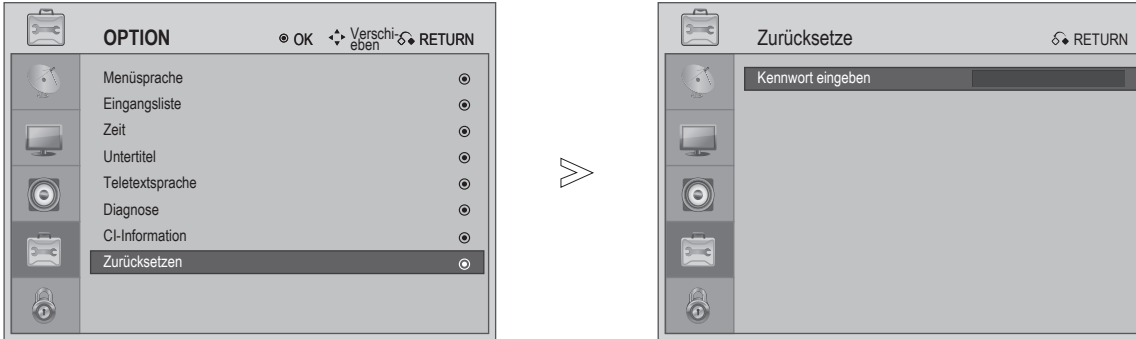 OPTION
OK Verschi-eben RETURN
Menüsprache
Eingangsliste
Zeit
Untertitel
Teletextsprache
Diagnose
CI-Information
Zurücksetzen
Zurücksetze
RETURN
Kennwort eingeben